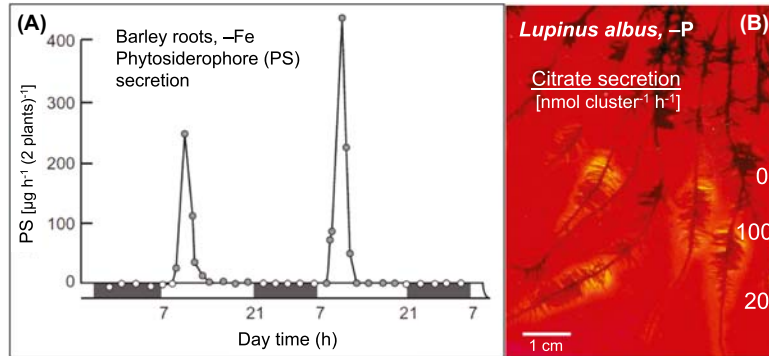 (A)
Barley roots, –Fe
Phytosiderophore (PS)
secretion
PS [µg h⁻¹ (2 plants)⁻¹]
400
300
200
100
0
7
21
7
21
7
Day time (h)
(B)
Lupinus albus, –P
Citrate secretion
[nmol cluster⁻¹ h⁻¹]
0
100
20
1 cm